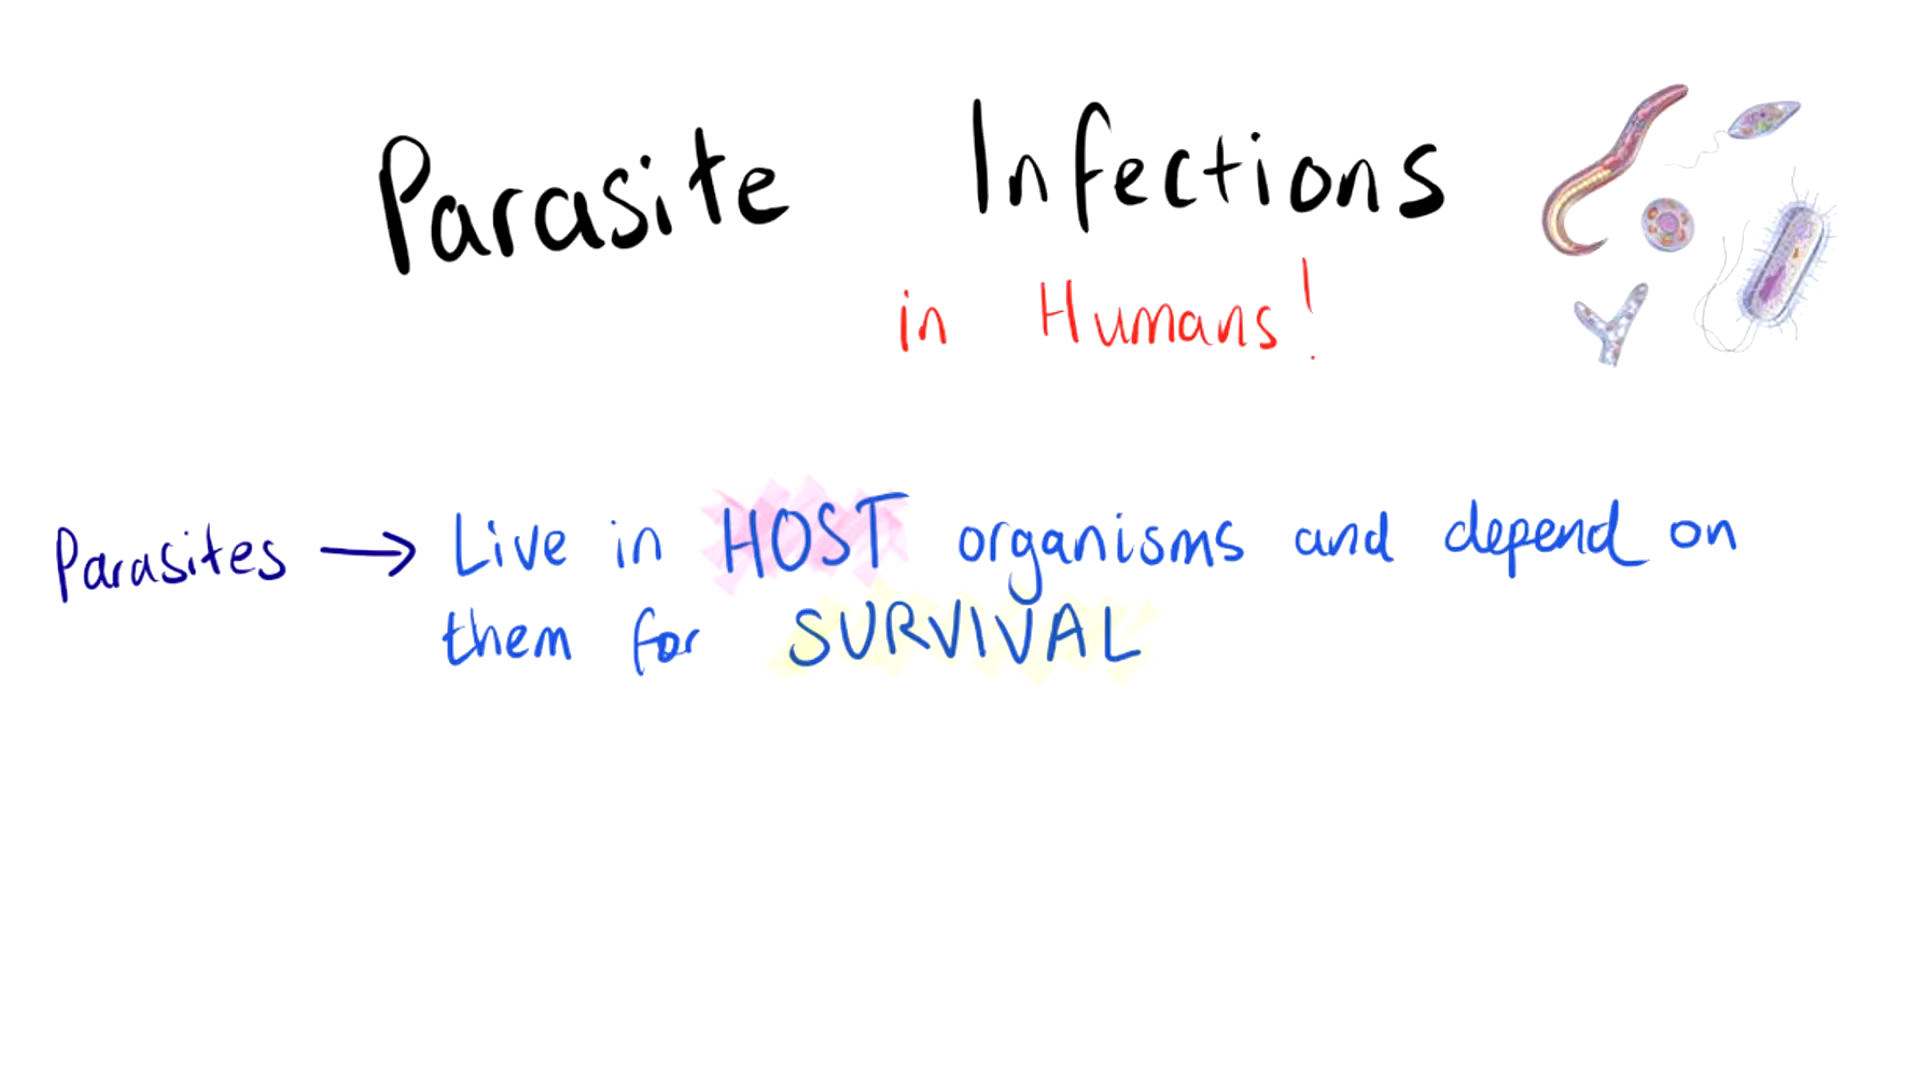 Parasite Infections
in Humans!
Parasites → Live in HOST organisms and depend on
them for SURVIVAL